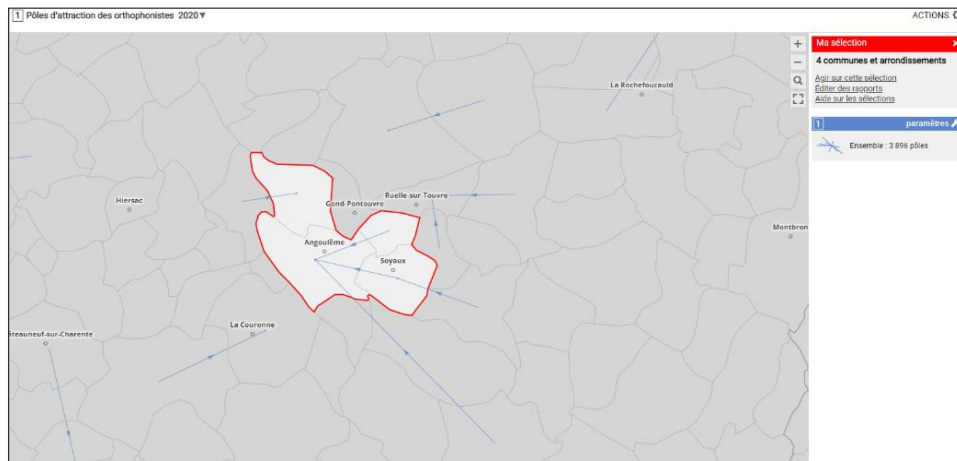 1 Pôles d'attraction des orthophonistes 2020▼
ACTIONS
Ma sélection
4 communes et arrondissements
Agir sur cette sélection
Éditer des rapports
Aide sur les sélections
1 paramètres
Ensemble : 3 896 pôles
La Rochefoucauld
Hiersac
Ruelle-sur-Touvre
Gond-Pontouvre
Montbron
Angoulême
Soyaux
La Couronne
âteauneuf-sur-Charente